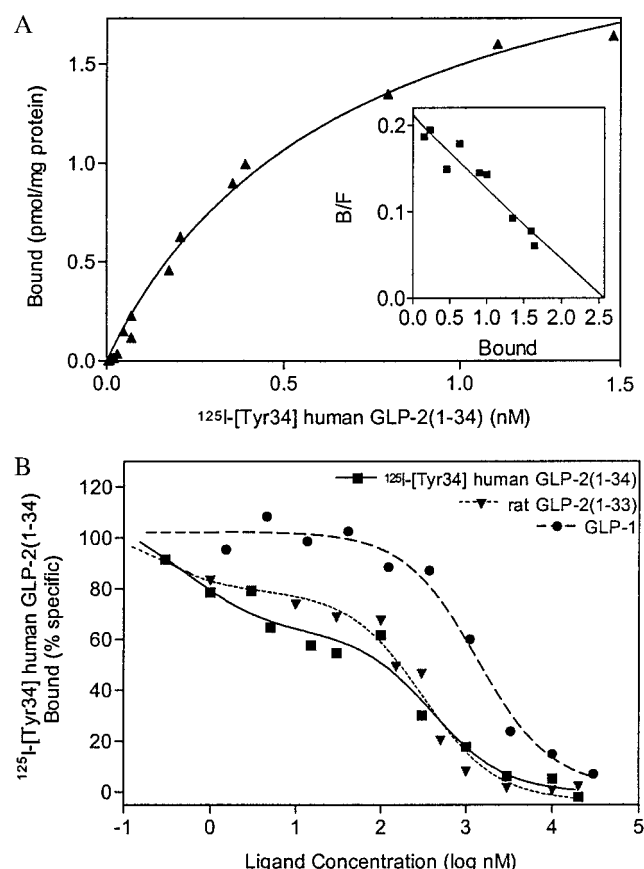 A
1.5
1.0
0.5
0.0
Bound (pmol/mg protein)
0.2
0.1
0.0
B/F
0.0 0.5 1.0 1.5 2.0 2.5
Bound
0.0 0.5 1.0 1.5
¹²⁵I-[Tyr34] human GLP-2(1-34) (nM)
B
¹²⁵I-[Tyr34] human GLP-2(1-34)
rat GLP-2(1-33)
GLP-1
120
100
80
60
40
20
0
¹²⁵I-[Tyr34] human GLP-2(1-34)
Bound (% specific)
-1 0 1 2 3 4 5
Ligand Concentration (log nM)